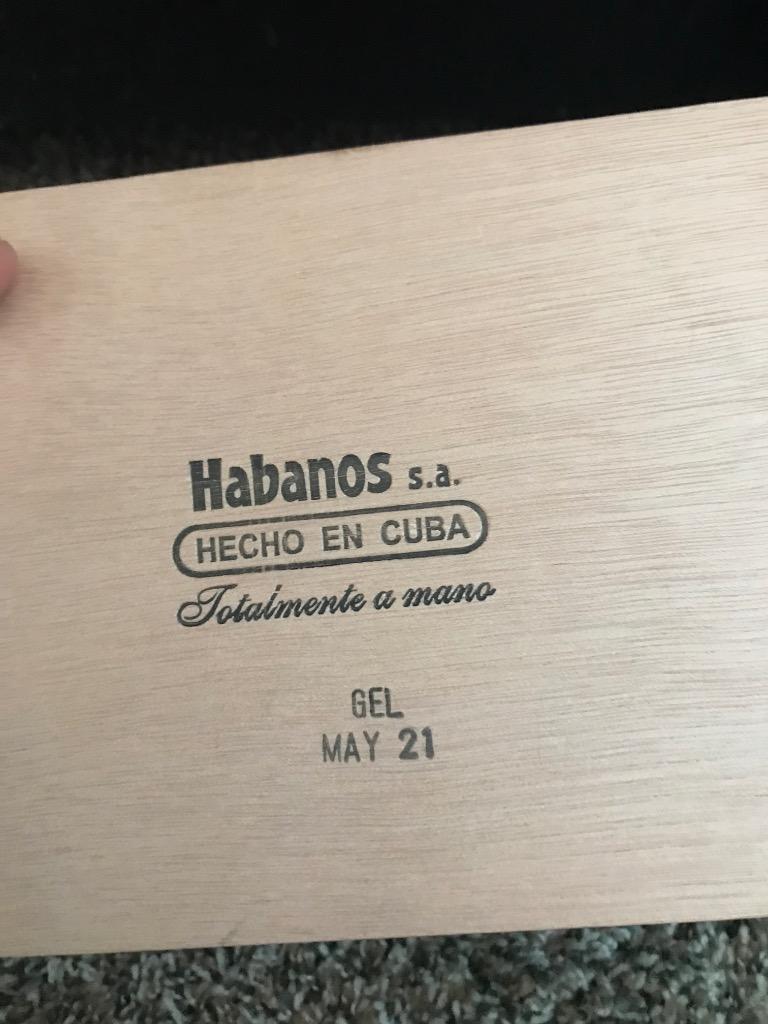 Habanos s.a.
HECHO EN CUBA
Totalmente a mano
GEL
MAY 21